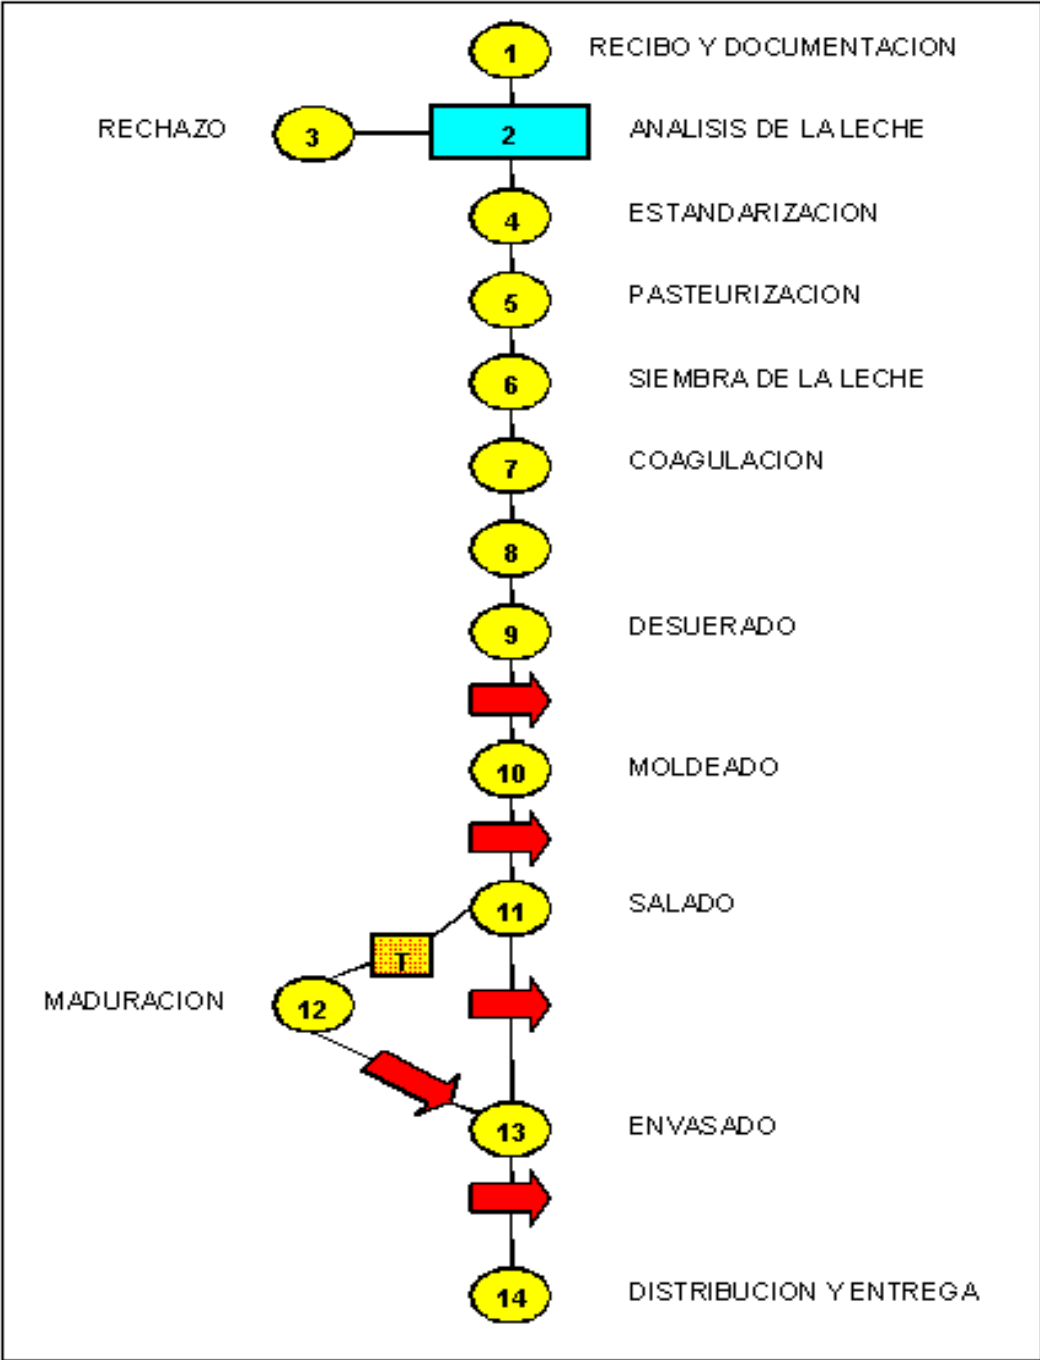 1 RECIBO Y DOCUMENTACION
RECHAZO 3 2 ANALISIS DE LA LECHE
4 ESTANDARIZACION
5 PASTEURIZACION
6 SIEMBRA DE LA LECHE
7 COAGULACION
8
9 DESUERADO
10 MOLDEADO
11 SALADO
T
MADURACION 12
13 ENVASADO
14 DISTRIBUCION Y ENTREGA